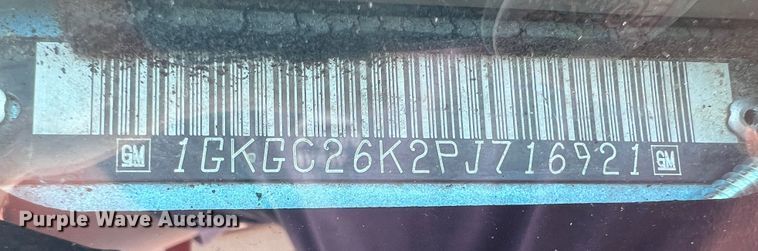 GM 1GKGC26K2PJ716921 GM
Purple Wave Auction